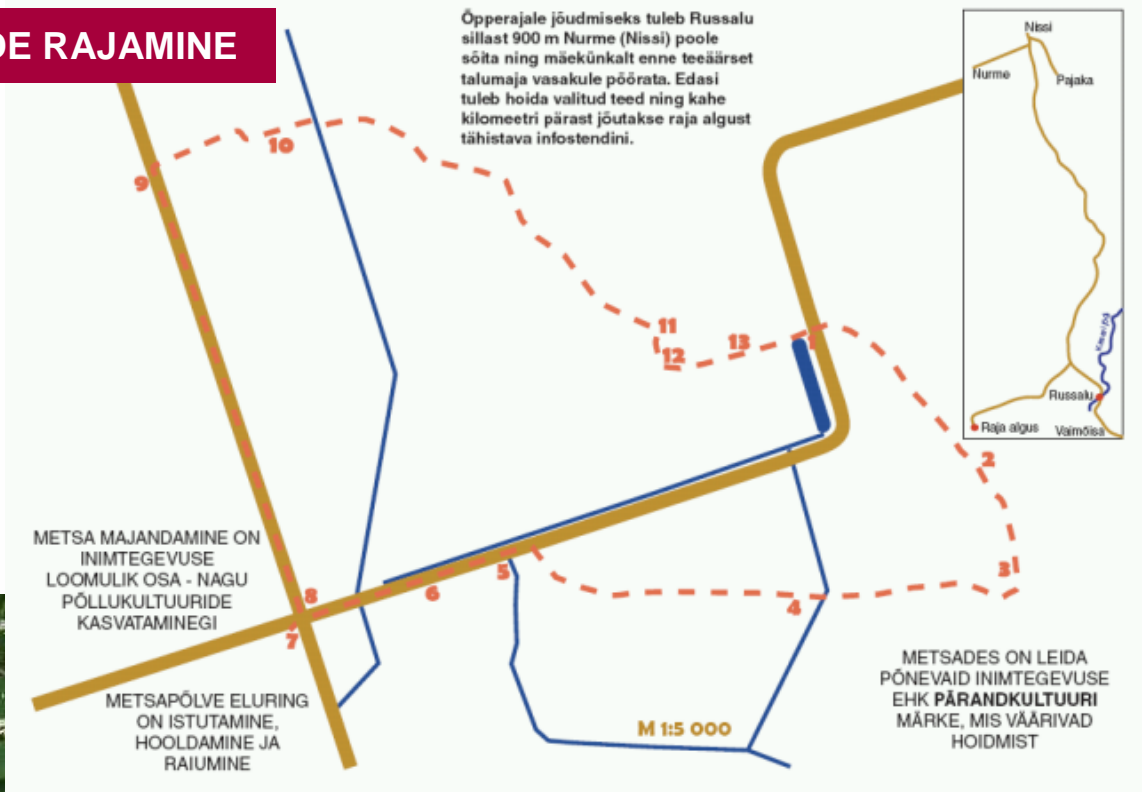 DE RAJAMINE
Õpperajale jõudmiseks tuleb Russalu
sillast 900 m Nurme (Nissi) poole
sõita ning mäekünkalt enne teeäärset
talumaja vasakule pöörata. Edasi
tuleb hoida valitud teed ning kahe
kilomeetri pärast jõutakse raja algust
tähistava infostendini.
Nissi
Nurme
Pajaka
Kasari jõgi
Russalu
Raja algus
Vaimõisa
10
9
11
12
13
1
2
3
4
5
6
8
7
METSA MAJANDAMINE ON
INIMTEGEVUSE
LOOMULIK OSA - NAGU
PÕLLUKULTUURIDE
KASVATAMINEGI
METSAPÕLVE ELURING
ON ISTUTAMINE,
HOOLDAMINE JA
RAIUMINE
M 1:5 000
METSADES ON LEIDA
PÕNEVAID INIMTEGEVUSE
EHK PÄRANDKULTUURI
MÄRKE, MIS VÄÄRIVAD
HOIDMIST